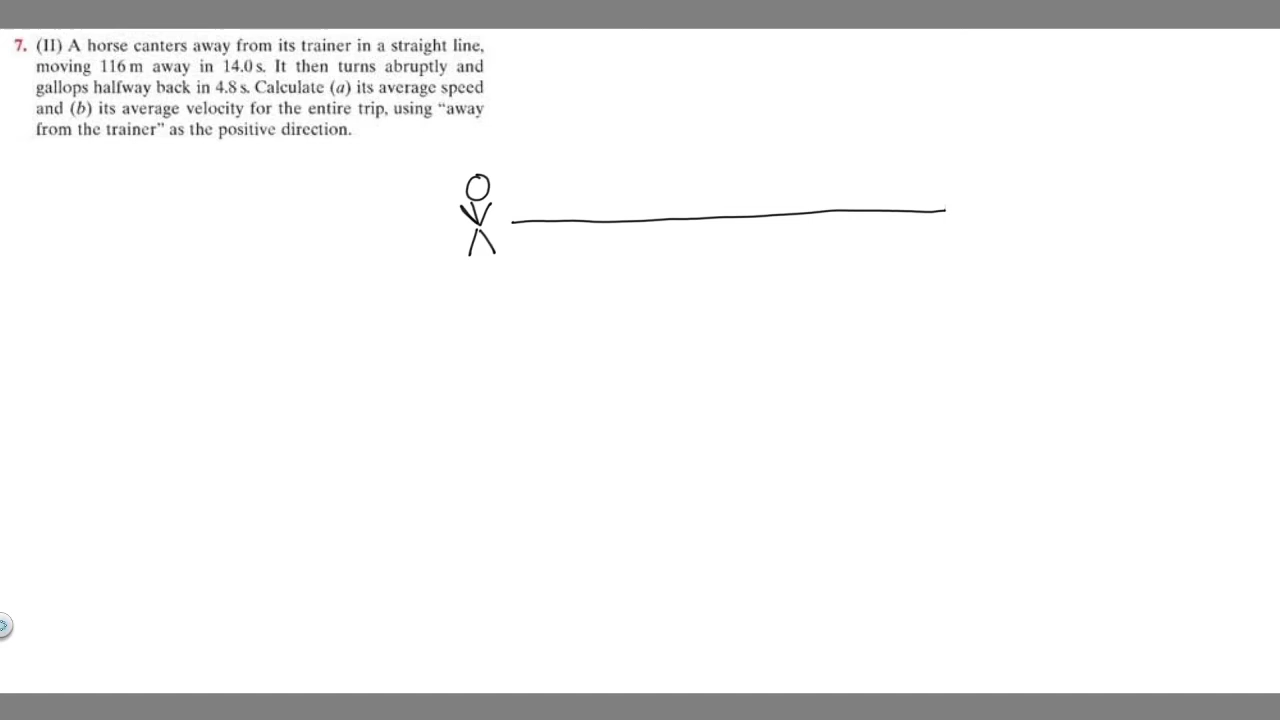 7. (II) A horse canters away from its trainer in a straight line,
moving 116 m away in 14.0 s. It then turns abruptly and
gallops halfway back in 4.8 s. Calculate (a) its average speed
and (b) its average velocity for the entire trip, using “away
from the trainer” as the positive direction.